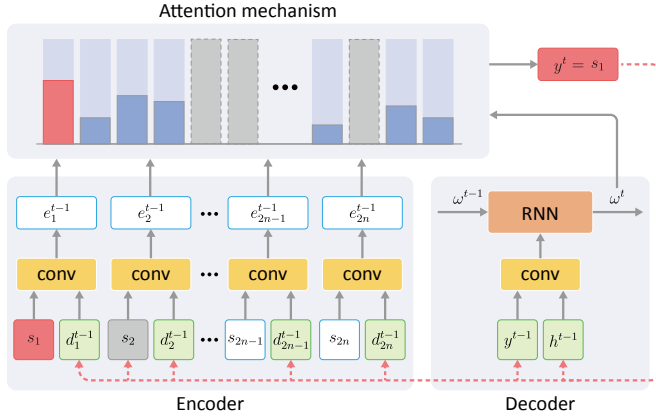 Attention mechanism
y^t = s_1
•••
e_1^{t-1} e_2^{t-1} ••• e_{2n-1}^{t-1} e_{2n}^{t-1}
ω^{t-1} RNN ω^t
conv conv ••• conv conv conv
s_1 d_1^{t-1} s_2 d_2^{t-1} ••• s_{2n-1} d_{2n-1}^{t-1} s_{2n} d_{2n}^{t-1} y^{t-1} h^{t-1}
Encoder Decoder